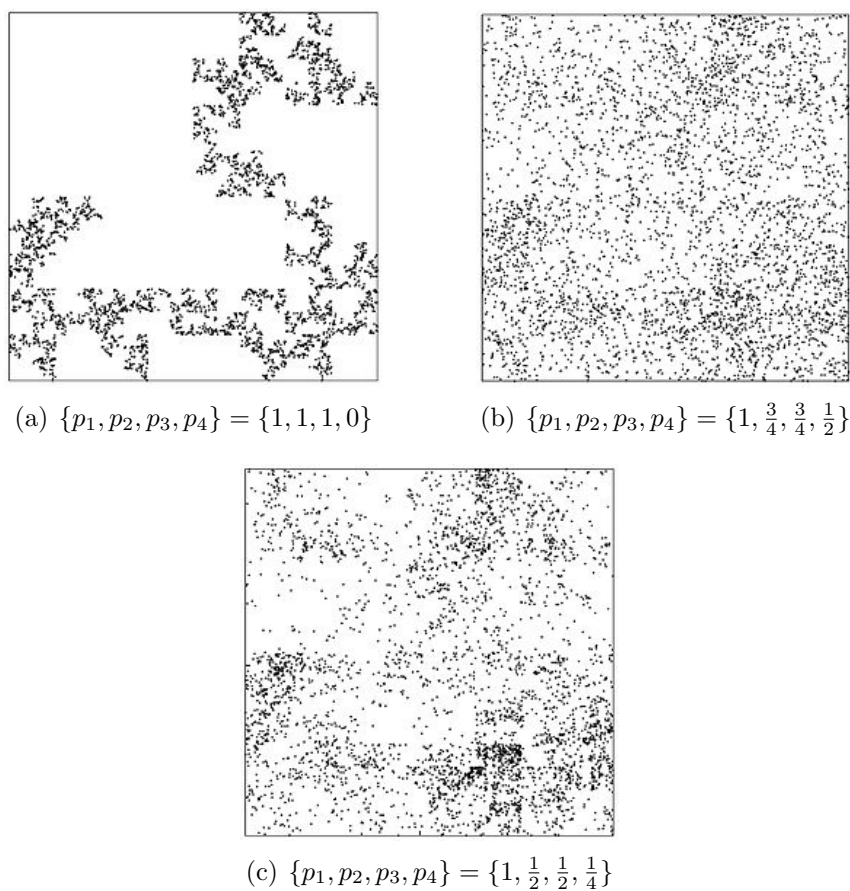 (a) {p₁, p₂, p₃, p₄} = {1, 1, 1, 0}
(b) {p₁, p₂, p₃, p₄} = {1, 3/4, 3/4, 1/2}
(c) {p₁, p₂, p₃, p₄} = {1, 1/2, 1/2, 1/4}